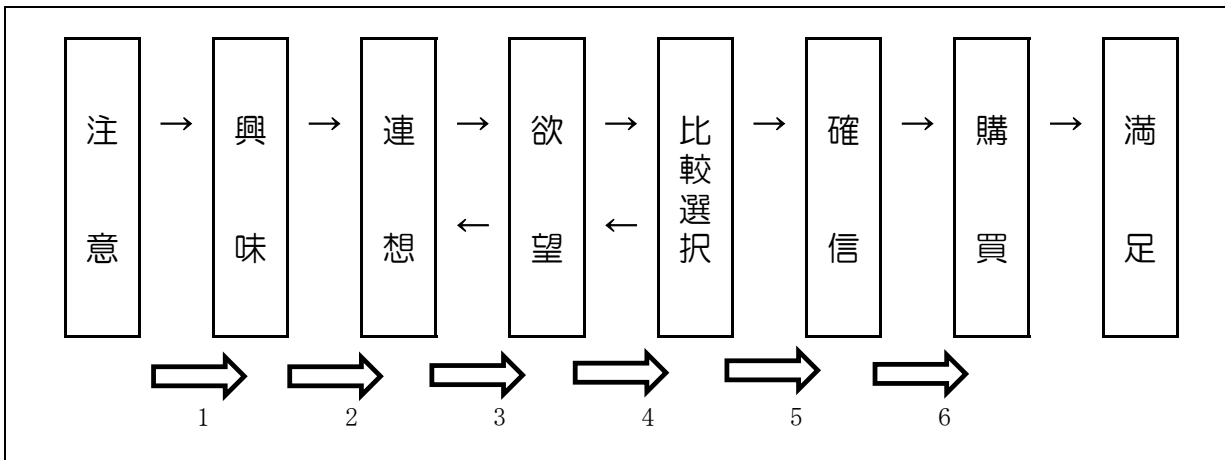 注意 → 興味 → 連想 → 欲望 → 比較選択 → 確信 → 購買 → 満足
← ←
1 2 3 4 5 6